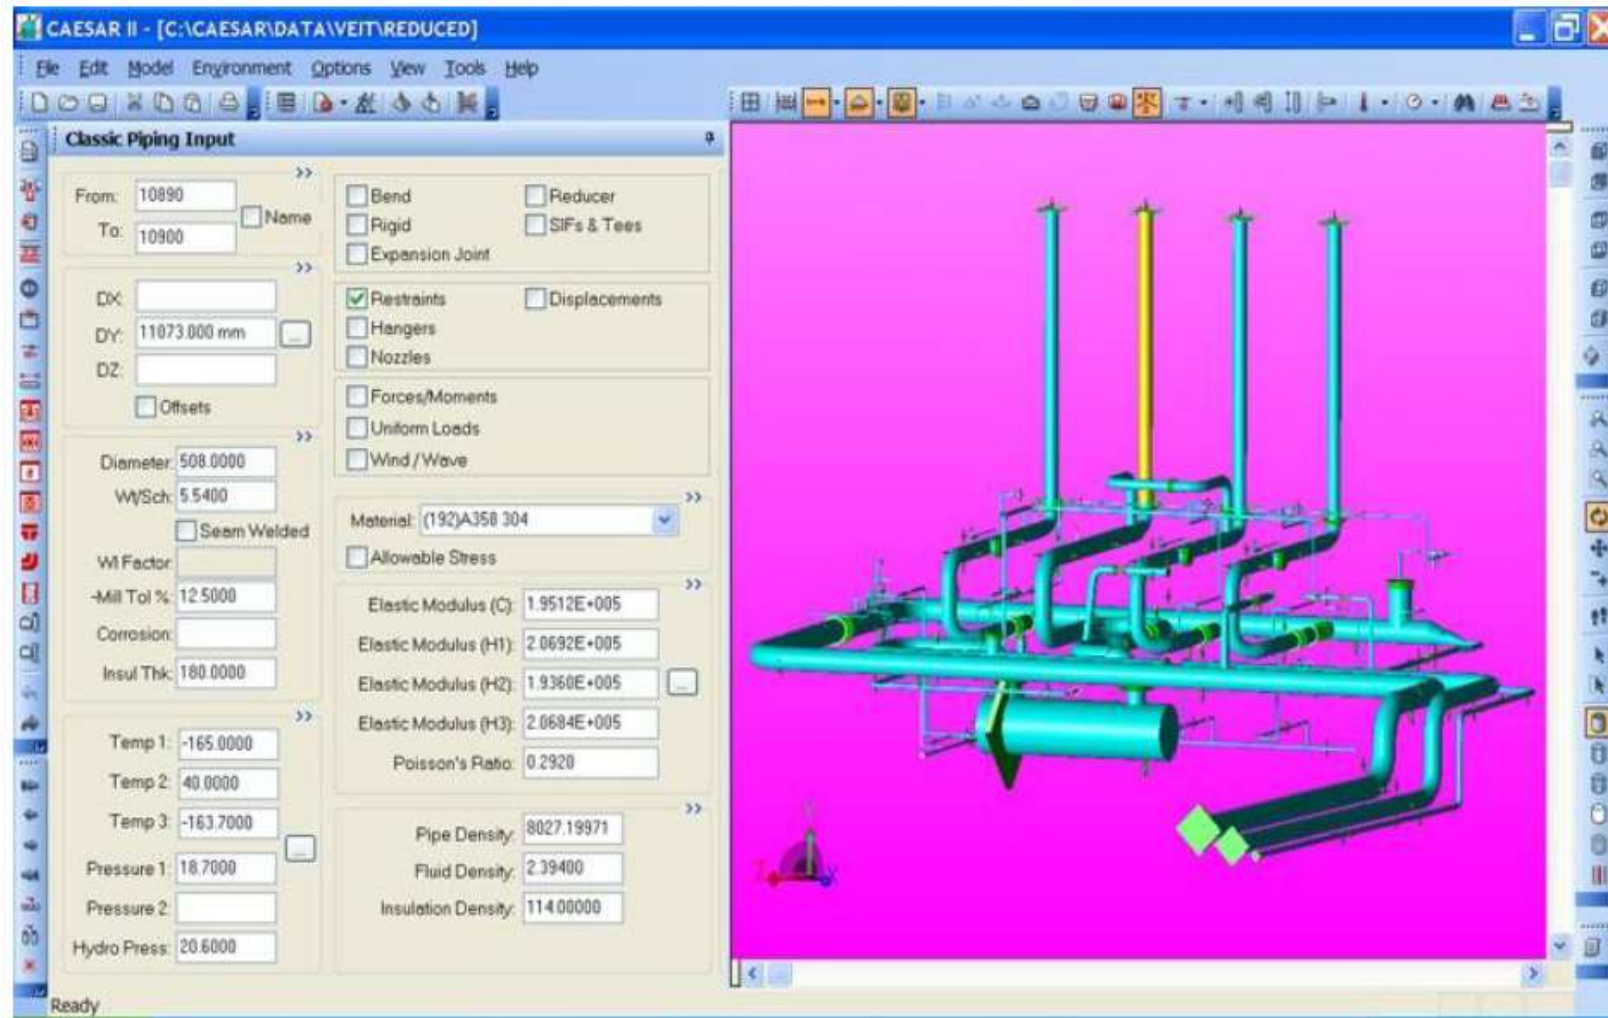 CAESAR II - [C:\CAESAR\DATA\VEIT\REDUCED]
File Edit Model Environment Options View Tools Help
Classic Piping Input
>>
From: 10890
Name
To: 10900
>>
DX:
DY: 11073.000 mm ...
DZ:
Offsets
>>
Diameter: 508.0000
Wt/Sch: 5.5400
Seam Welded
Wl Factor:
-Mill Tol %: 12.5000
Corrosion:
Insul Thk: 180.0000
>>
Temp 1: -165.0000
Temp 2: 40.0000
Temp 3: -163.7000
...
Pressure 1: 18.7000
Pressure 2:
Hydro Press: 20.6000
Bend Reducer
Rigid SIFs & Tees
Expansion Joint
Restraints Displacements
Hangers
Nozzles
Forces/Moments
Uniform Loads
Wind / Wave
>>
Material: (192)A358 304
Allowable Stress
>>
Elastic Modulus (C): 1.9512E+005
Elastic Modulus (H1): 2.0692E+005
Elastic Modulus (H2): 1.9360E+005 ...
Elastic Modulus (H3): 2.0684E+005
Poisson's Ratio: 0.2920
>>
Pipe Density: 8027.19971
Fluid Density: 2.39400
Insulation Density: 114.00000
Y
Z X
Ready